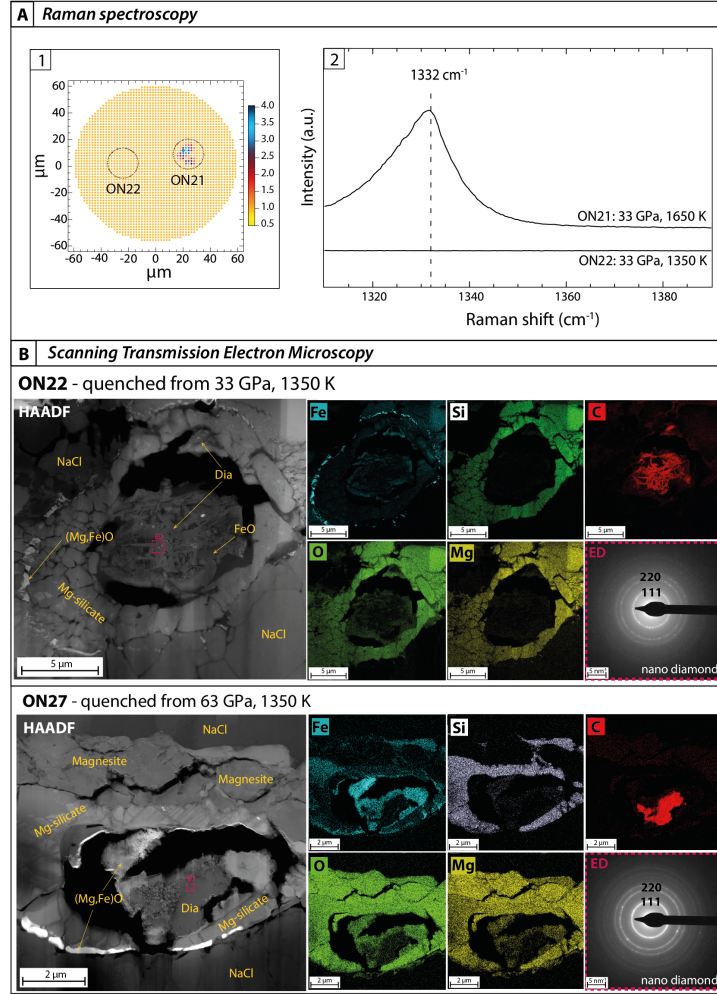 A Raman spectroscopy
1
60
40
20
0
-20
-40
-60
μm
-60 -40 -20 0 20 40 60
μm
ON22
ON21
4.0
3.5
3.0
2.5
2.0
1.5
1.0
0.5
2
1332 cm⁻¹
Intensity (a.u.)
ON21: 33 GPa, 1650 K
ON22: 33 GPa, 1350 K
1320 1340 1360 1380
Raman shift (cm⁻¹)
B Scanning Transmission Electron Microscopy
ON22 - quenched from 33 GPa, 1350 K
HAADF
NaCl
Dia
(Mg,Fe)O
FeO
ED
Mg-silicate
NaCl
5 μm
Fe
5 μm
Si
5 μm
C
5 μm
O
5 μm
Mg
5 μm
ED
220
111
5 nm⁻¹
nano diamond
ON27 - quenched from 63 GPa, 1350 K
HAADF
NaCl
Magnesite
Magnesite
Mg-silicate
(Mg,Fe)O
Dia
Mg-silicate
NaCl
2 μm
Fe
2 μm
Si
2 μm
C
2 μm
O
2 μm
Mg
2 μm
ED
220
111
5 nm⁻¹
nano diamond